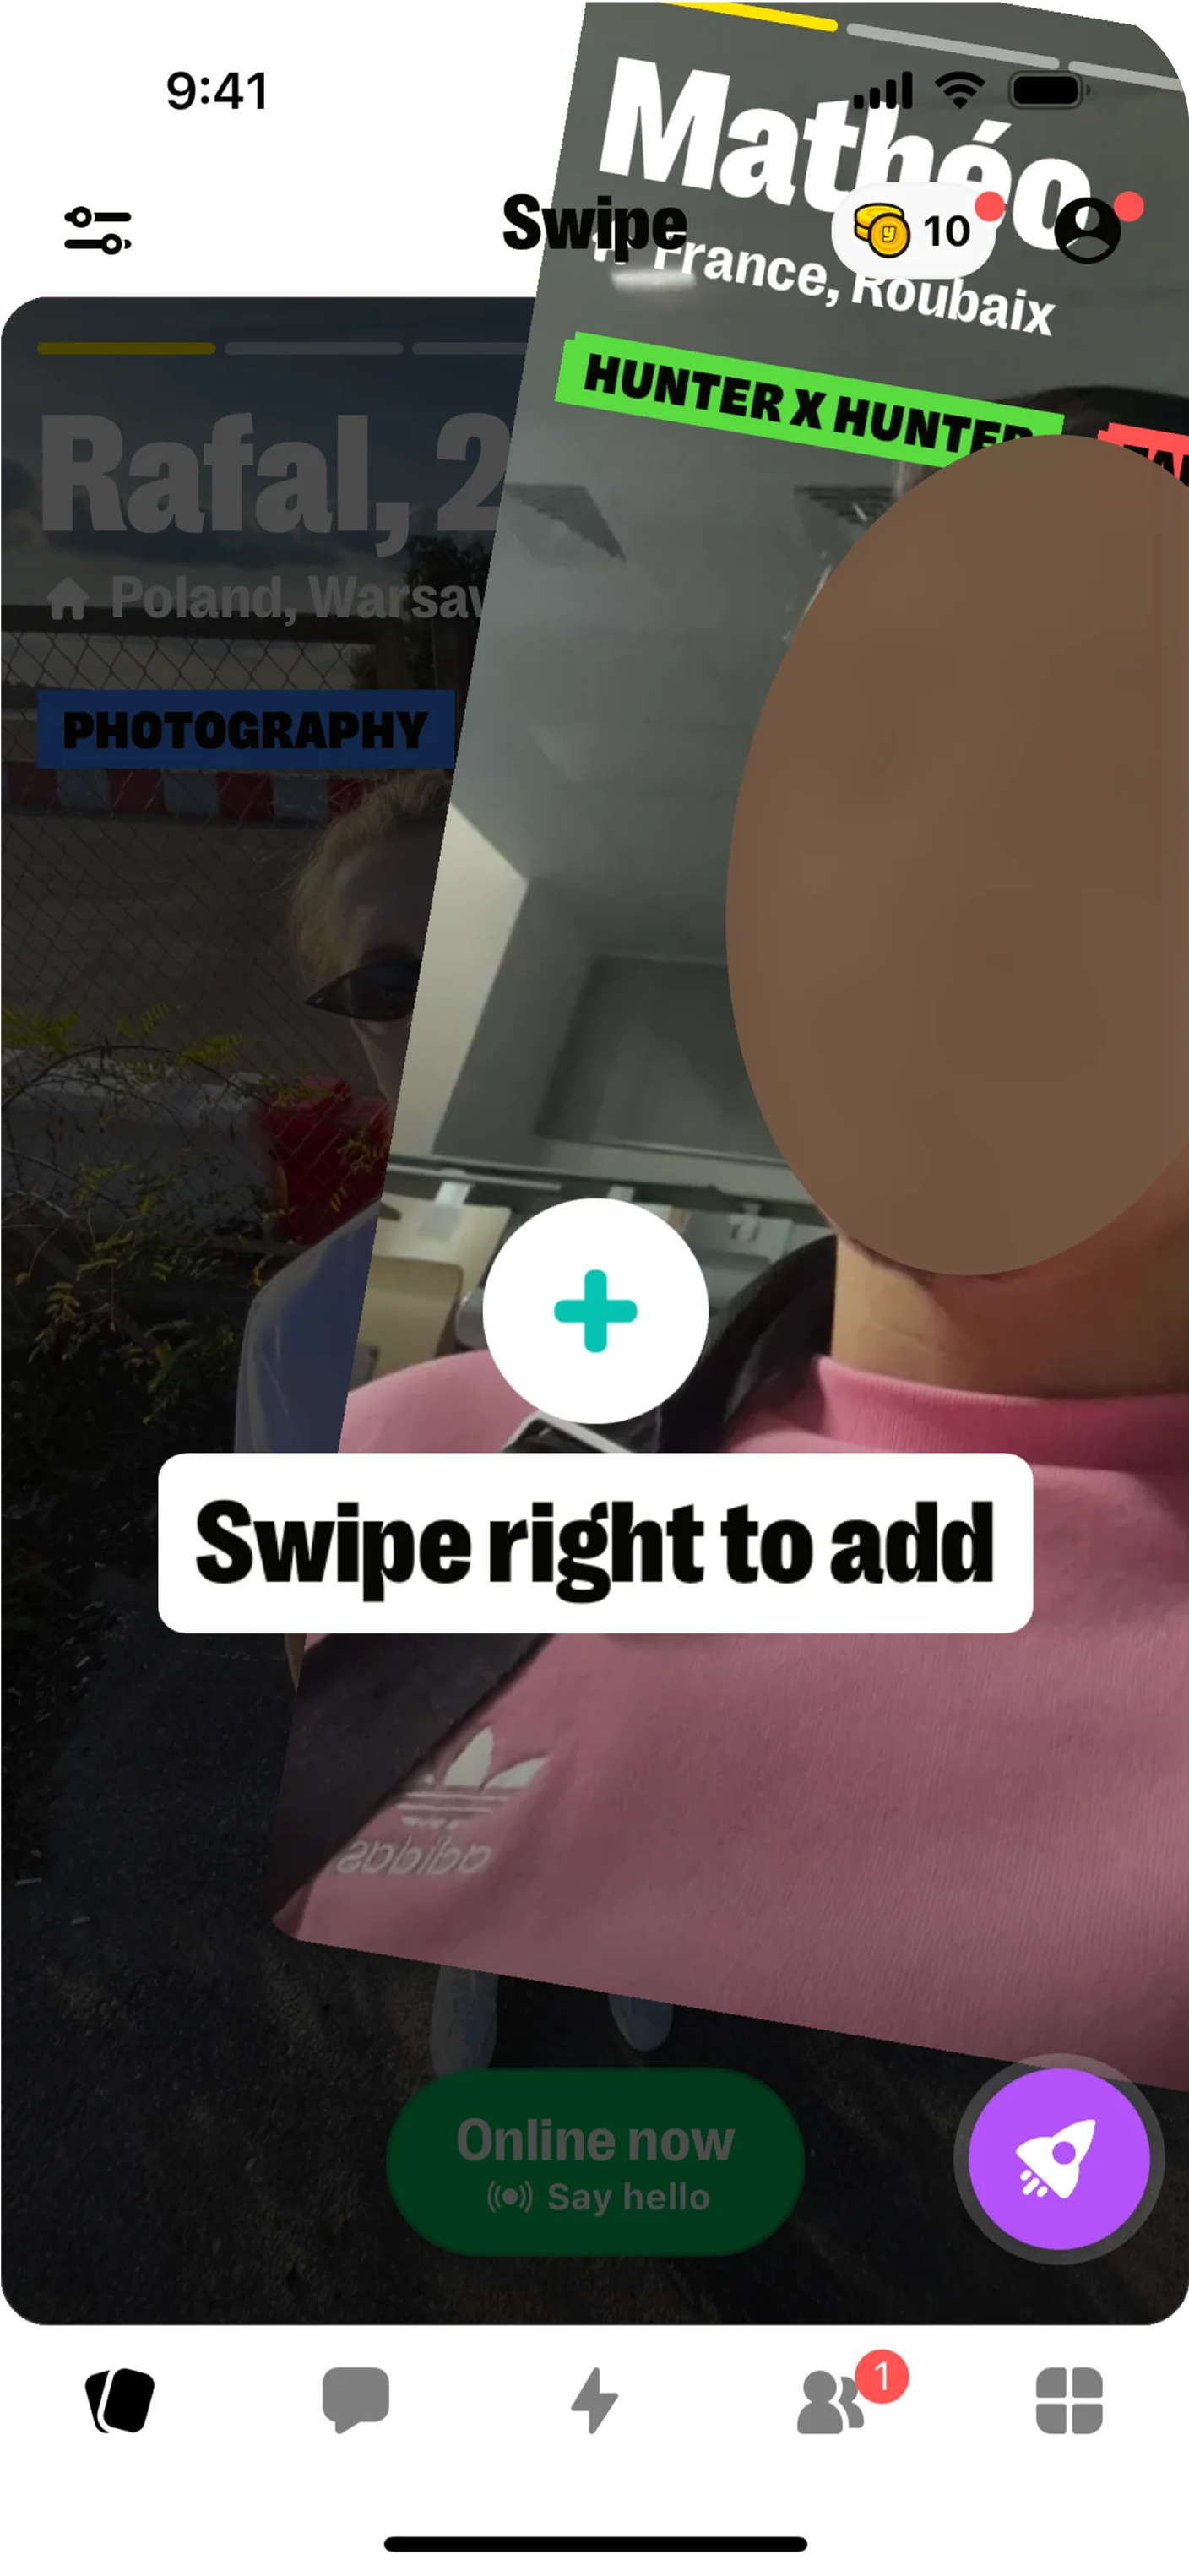 9:41
Swipe
10
Mathéo
France, Roubaix
HUNTER X HUNTER
Rafal, 2
Poland, Warsaw
PHOTOGRAPHY
Swipe right to add
adidas
Online now
Say hello
1